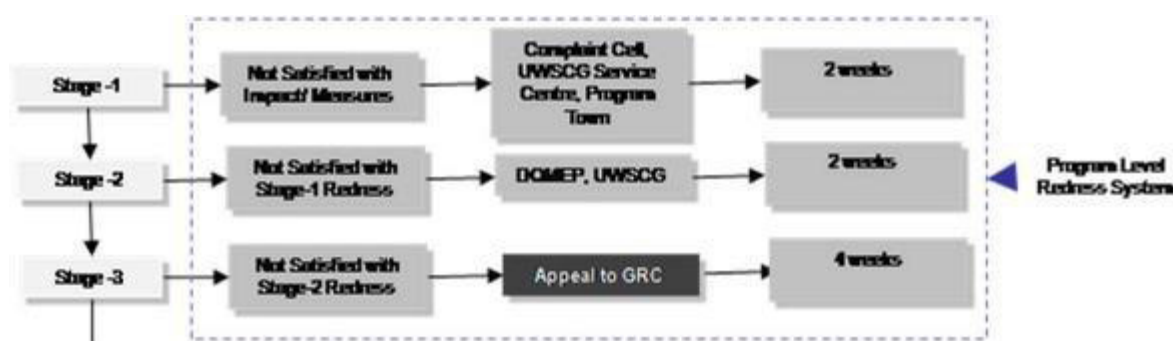 Stage -1
Not Satisfied with
Impact/ Measures
Complaint Cell,
UWSCG Service
Centre, Program
Town
2 weeks
Stage -2
Not Satisfied with
Stage-1 Redress
DOMEP, UWSCG
2 weeks
Program Level
Redress System
Stage -3
Not Satisfied with
Stage-2 Redress
Appeal to GRC
4 weeks